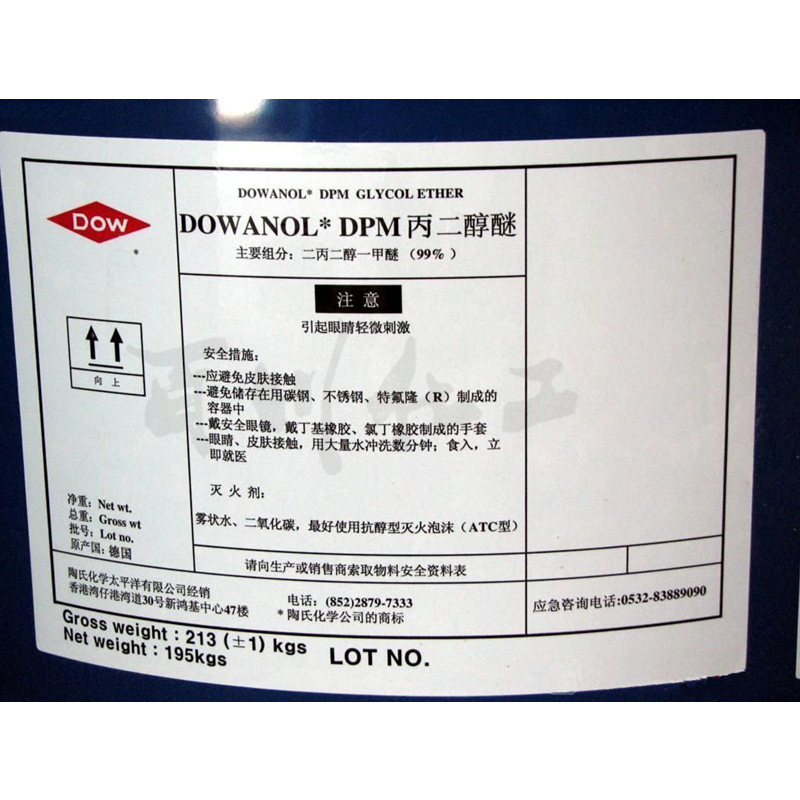 DOWANOL* DPM GLYCOL ETHER
DOW
*
DOWANOL* DPM 丙二醇醚
主要组分：二丙二醇一甲醚（99%）
注意
引起眼睛轻微刺激
向上
安全措施：
---应避免皮肤接触
---避免储存在用碳钢、不锈钢、特氟隆（R）制成的
容器中
---戴安全眼镜，戴丁基橡胶、氯丁橡胶制成的手套
---眼睛、皮肤接触，用大量水冲洗数分钟；食入，立
即就医
灭火剂：
雾状水、二氧化碳，最好使用抗醇型灭火泡沫（ATC型）
净重：Net wt.
总重：Gross wt
批号：Lot no.
原产国：德国
请向生产或销售商索取物料安全资料表
陶氏化学太平洋有限公司经销
香港湾仔港湾道30号新鸿基中心47楼
电话：(852)2879-7333
*陶氏化学公司的商标
应急咨询电话:0532-83889090
Gross weight : 213 (±1) kgs
Net weight : 195kgs
LOT NO.
百川化工